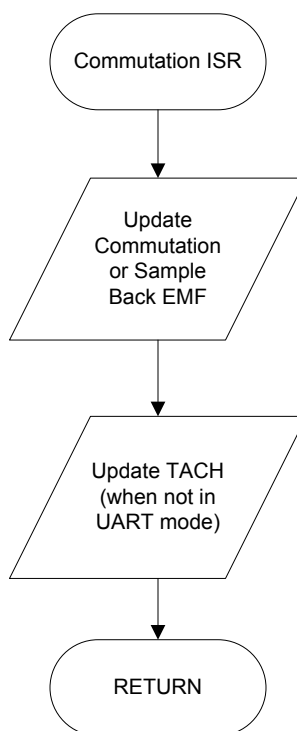 Commutation ISR
Update
Commutation
or Sample
Back EMF
Update TACH
(when not in
UART mode)
RETURN